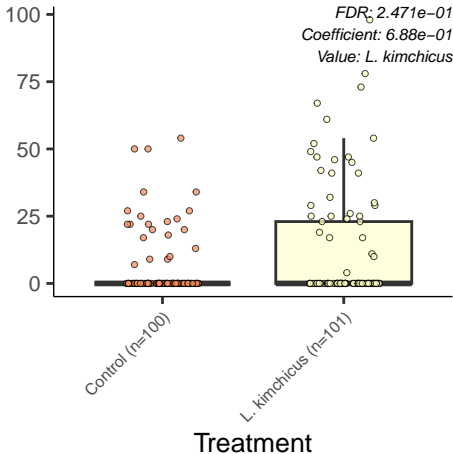 FDR: 2.471e−01
Coefficient: 6.88e−01
Value: L. kimchicus
100
75
50
25
0
Control (n=100)
L. kimchicus (n=101)
Treatment